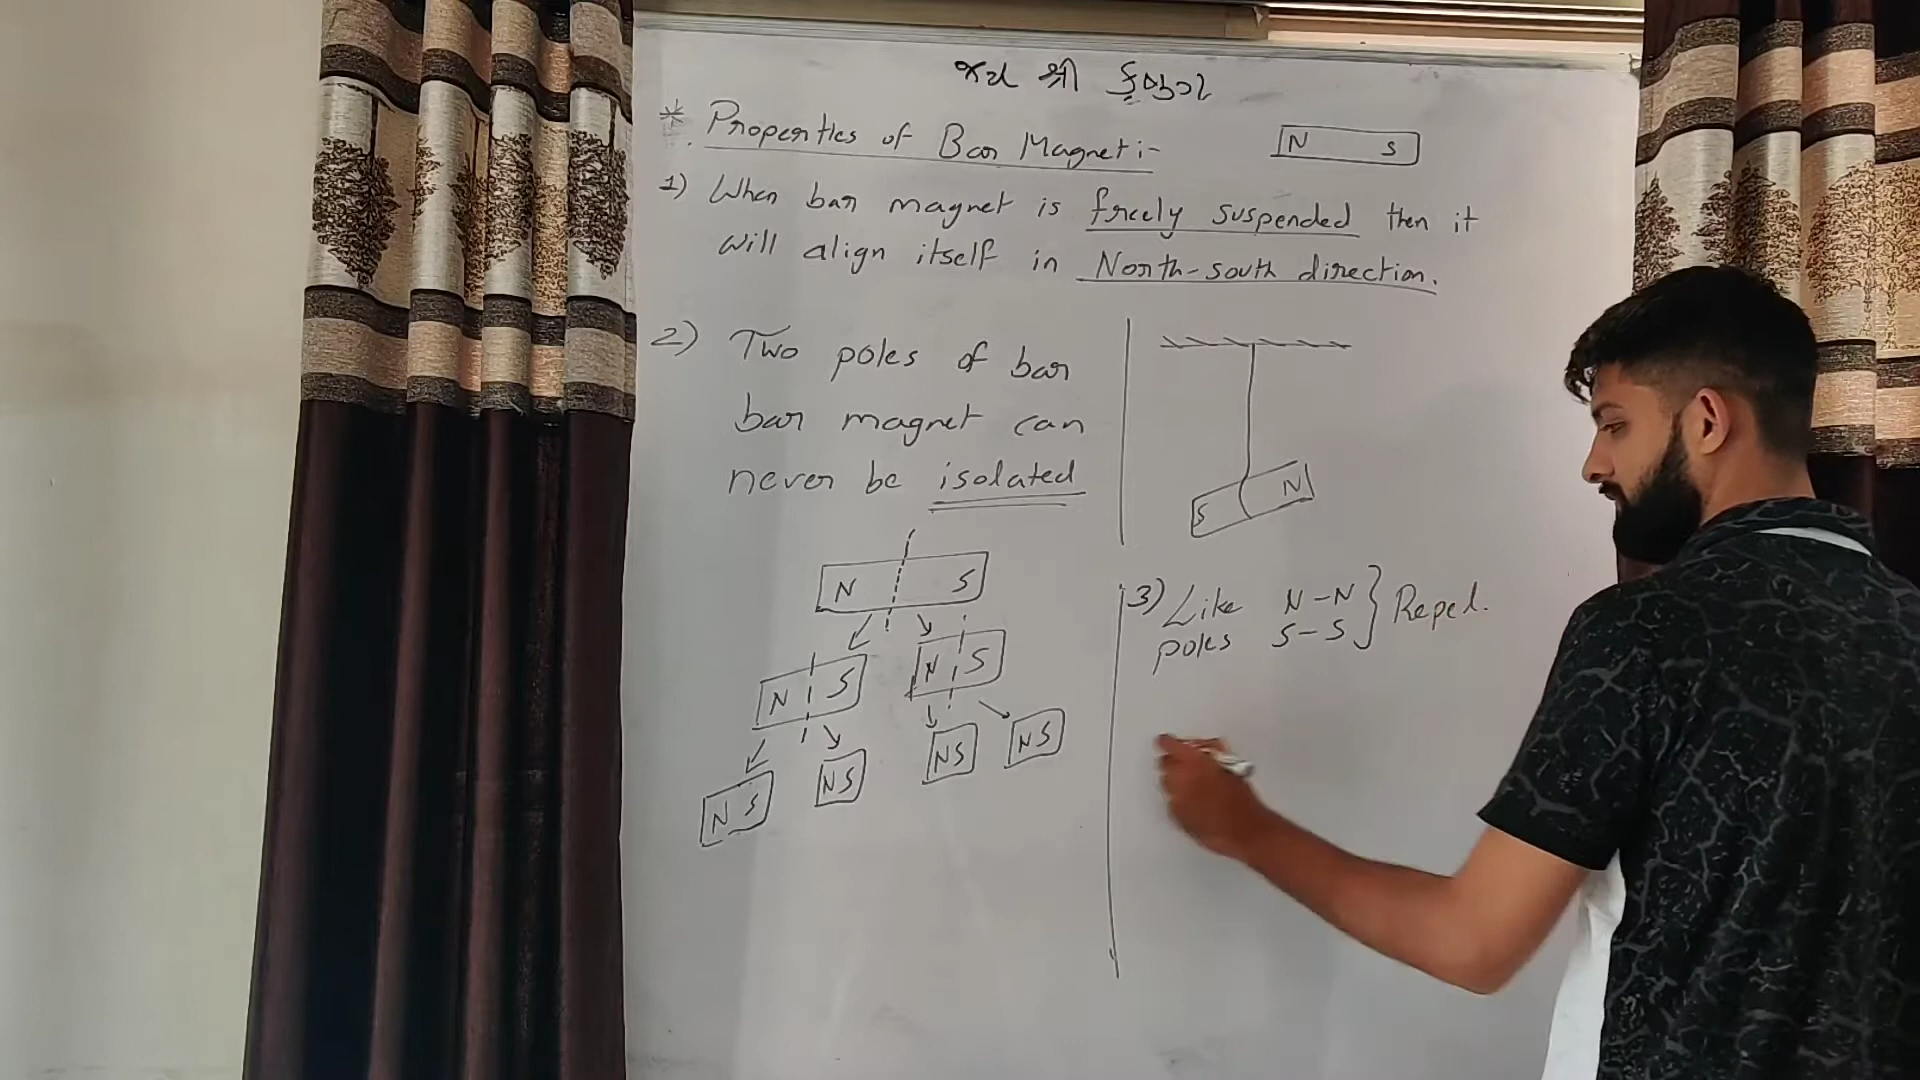 જય શ્રી કૃષ્ણ
* Properties of Bar Magnet:-
N S
1) When bar magnet is freely suspended then it
will align itself in North-south direction.
2) Two poles of bar
bar magnet can
never be isolated
S N
N S
N S N S
N S N S N S N S
3) Like N-N } Repel.
poles S-S